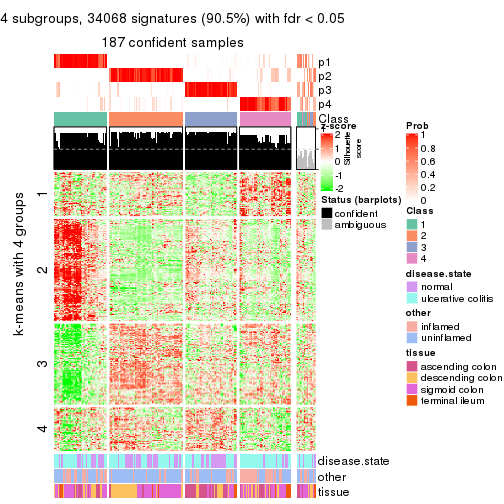 4 subgroups, 34068 signatures (90.5%) with fdr < 0.05
187 confident samples
p1
p2
p3
p4
Class
z-score
2
1
0
-1
-2
Silhouette
score
Prob
1
0.8
0.6
0.4
0.2
0
Status (barplots)
confident
ambiguous
Class
1
2
3
4
disease.state
normal
ulcerative colitis
other
inflamed
uninflamed
tissue
ascending colon
descending colon
sigmoid colon
terminal ileum
k-means with 4 groups
1
2
3
4
disease.state
other
tissue